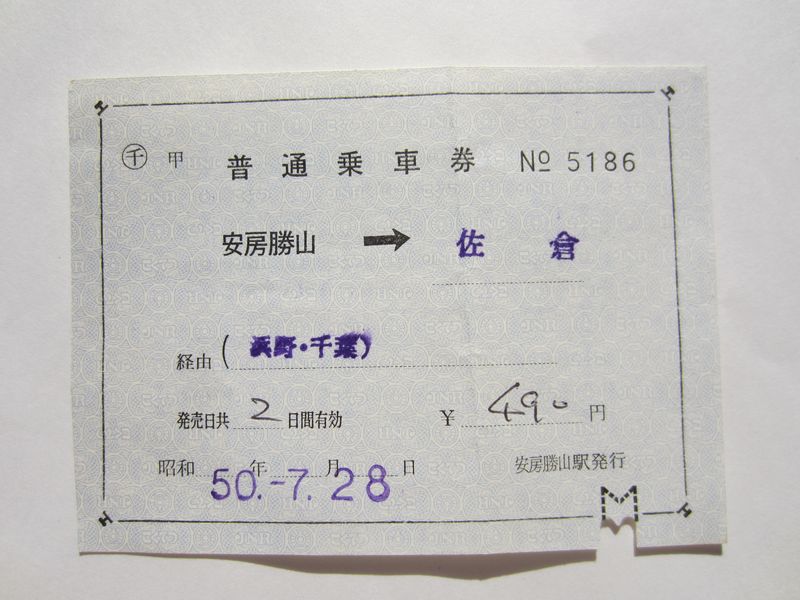 ㋠ 甲 普通乗車券 No 5186
安房勝山 ➡ 佐倉
経由 (浜野・千葉)
発売日共 2 日間有効 ¥ 490 円
昭和 50.年 -7.月 28 日 安房勝山駅発行